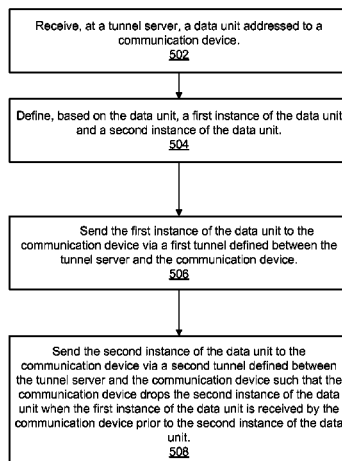 Receive, at a tunnel server, a data unit addressed to a
communication device.
502
Define, based on the data unit, a first instance of the data unit
and a second instance of the data unit.
504
Send the first instance of the data unit to the
communication device via a first tunnel defined between the
tunnel server and the communication device.
506
Send the second instance of the data unit to the
communication device via a second tunnel defined between
the tunnel server and the communication device such that the
communication device drops the second instance of the data
unit when the first instance of the data unit is received by the
communication device prior to the second instance of the data
unit.
508